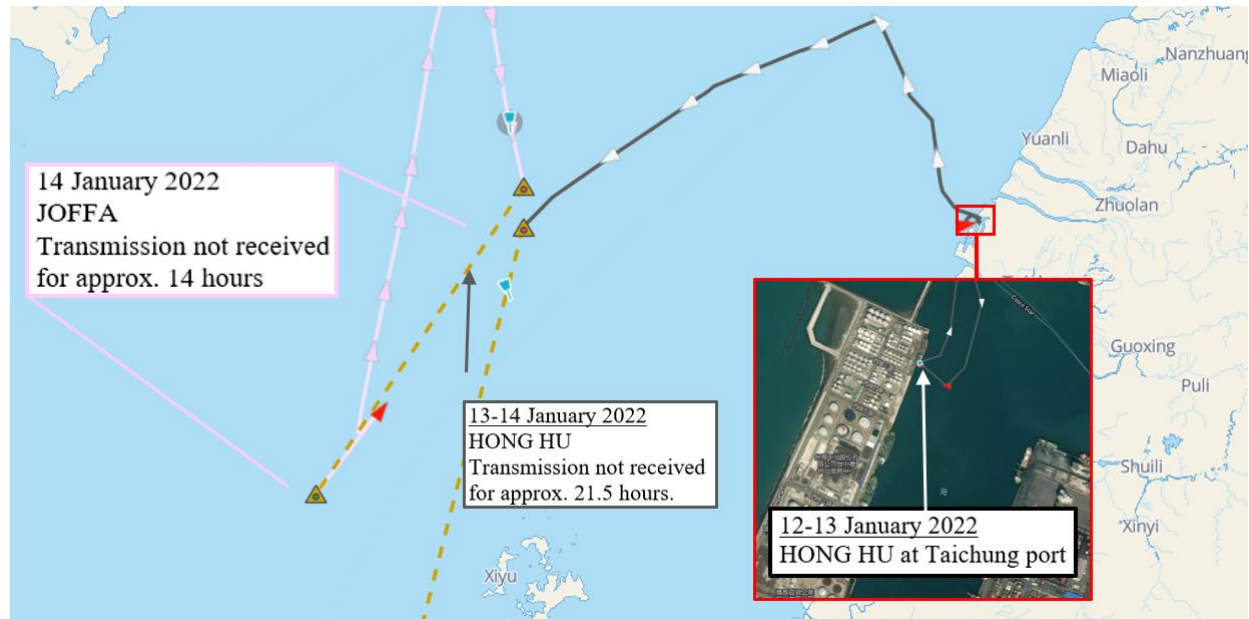 Nanzhuang
Miaoli
Yuanli
Dahu
Zhuolan
14 January 2022
JOFFA
Transmission not received
for approx. 14 hours
Guoxing
Puli
13-14 January 2022
HONG HU
Transmission not received
for approx. 21.5 hours.
Shuili
12-13 January 2022
HONG HU at Taichung port
Xinyi
Xiyu
海